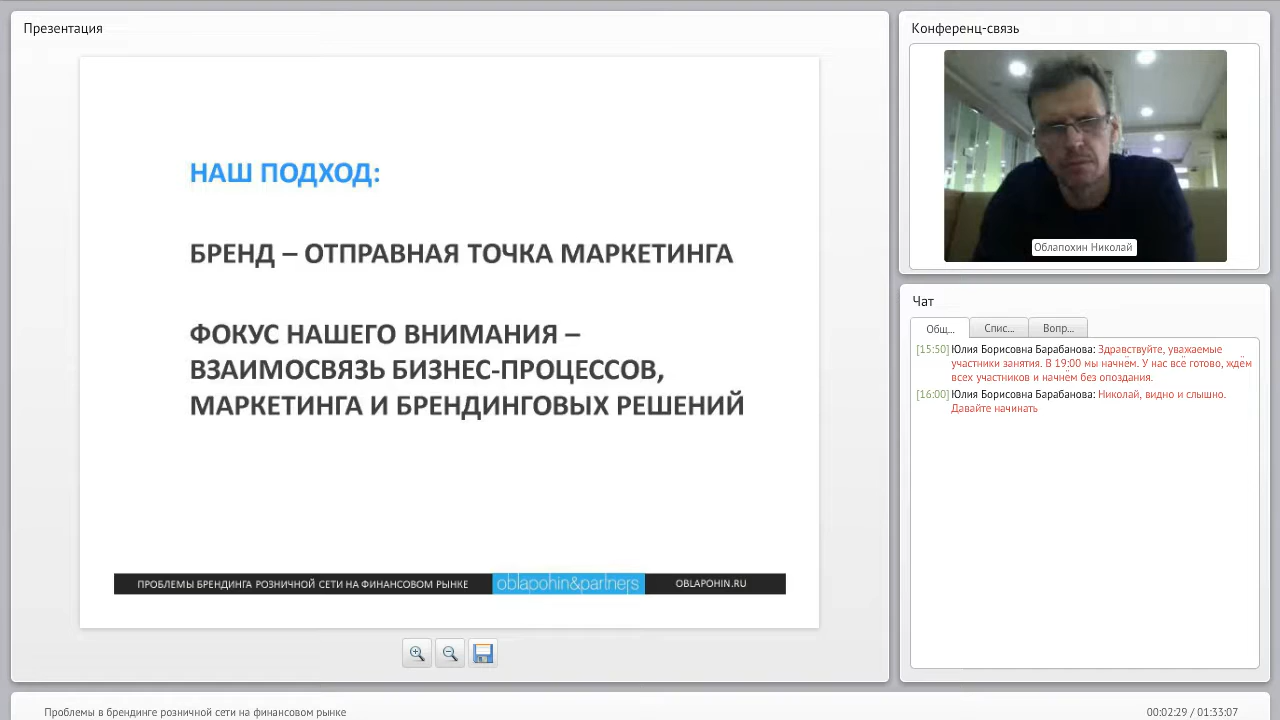 Презентация
НАШ ПОДХОД:
БРЕНД – ОТПРАВНАЯ ТОЧКА МАРКЕТИНГА
ФОКУС НАШЕГО ВНИМАНИЯ –
ВЗАИМОСВЯЗЬ БИЗНЕС-ПРОЦЕССОВ,
МАРКЕТИНГА И БРЕНДИНГОВЫХ РЕШЕНИЙ
ПРОБЛЕМЫ БРЕНДИНГА РОЗНИЧНОЙ СЕТИ НА ФИНАНСОВОМ РЫНКЕ
oblapohin&partners
OBLAPOHIN.RU
Конференц-связь
Облапохин Николай
Чат
Общ...
Спис...
Вопр...
[15:50] Юлия Борисовна Барабанова: Здравствуйте, уважаемые
участники занятия. В 19:00 мы начнём. У нас всё готово, ждём
всех участников и начнём без опоздания.
[16:00] Юлия Борисовна Барабанова: Николай, видно и слышно.
Давайте начинать
Проблемы в брендинге розничной сети на финансовом рынке
00:02:29 / 01:33:07